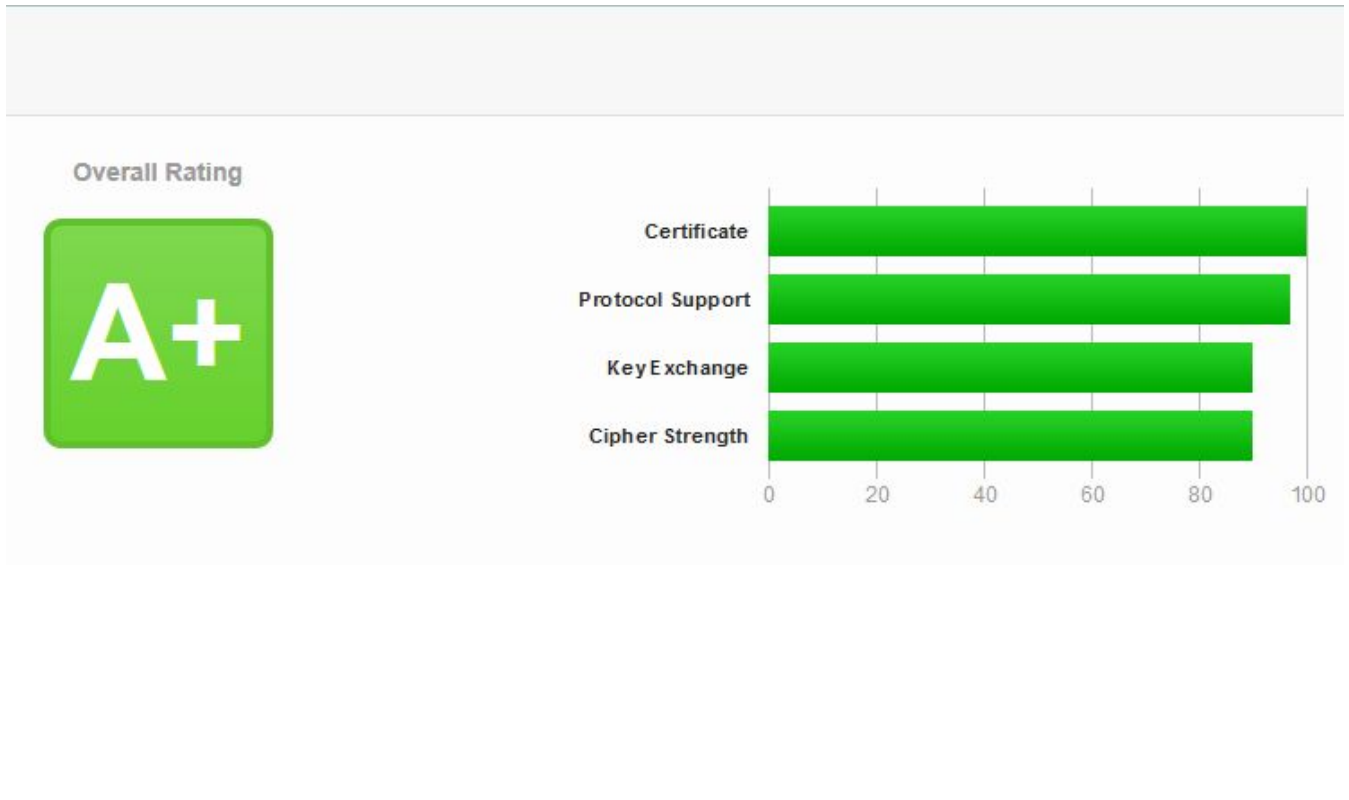 Overall Rating
A+
Certificate
Protocol Support
Key Exchange
Cipher Strength
0 20 40 60 80 100